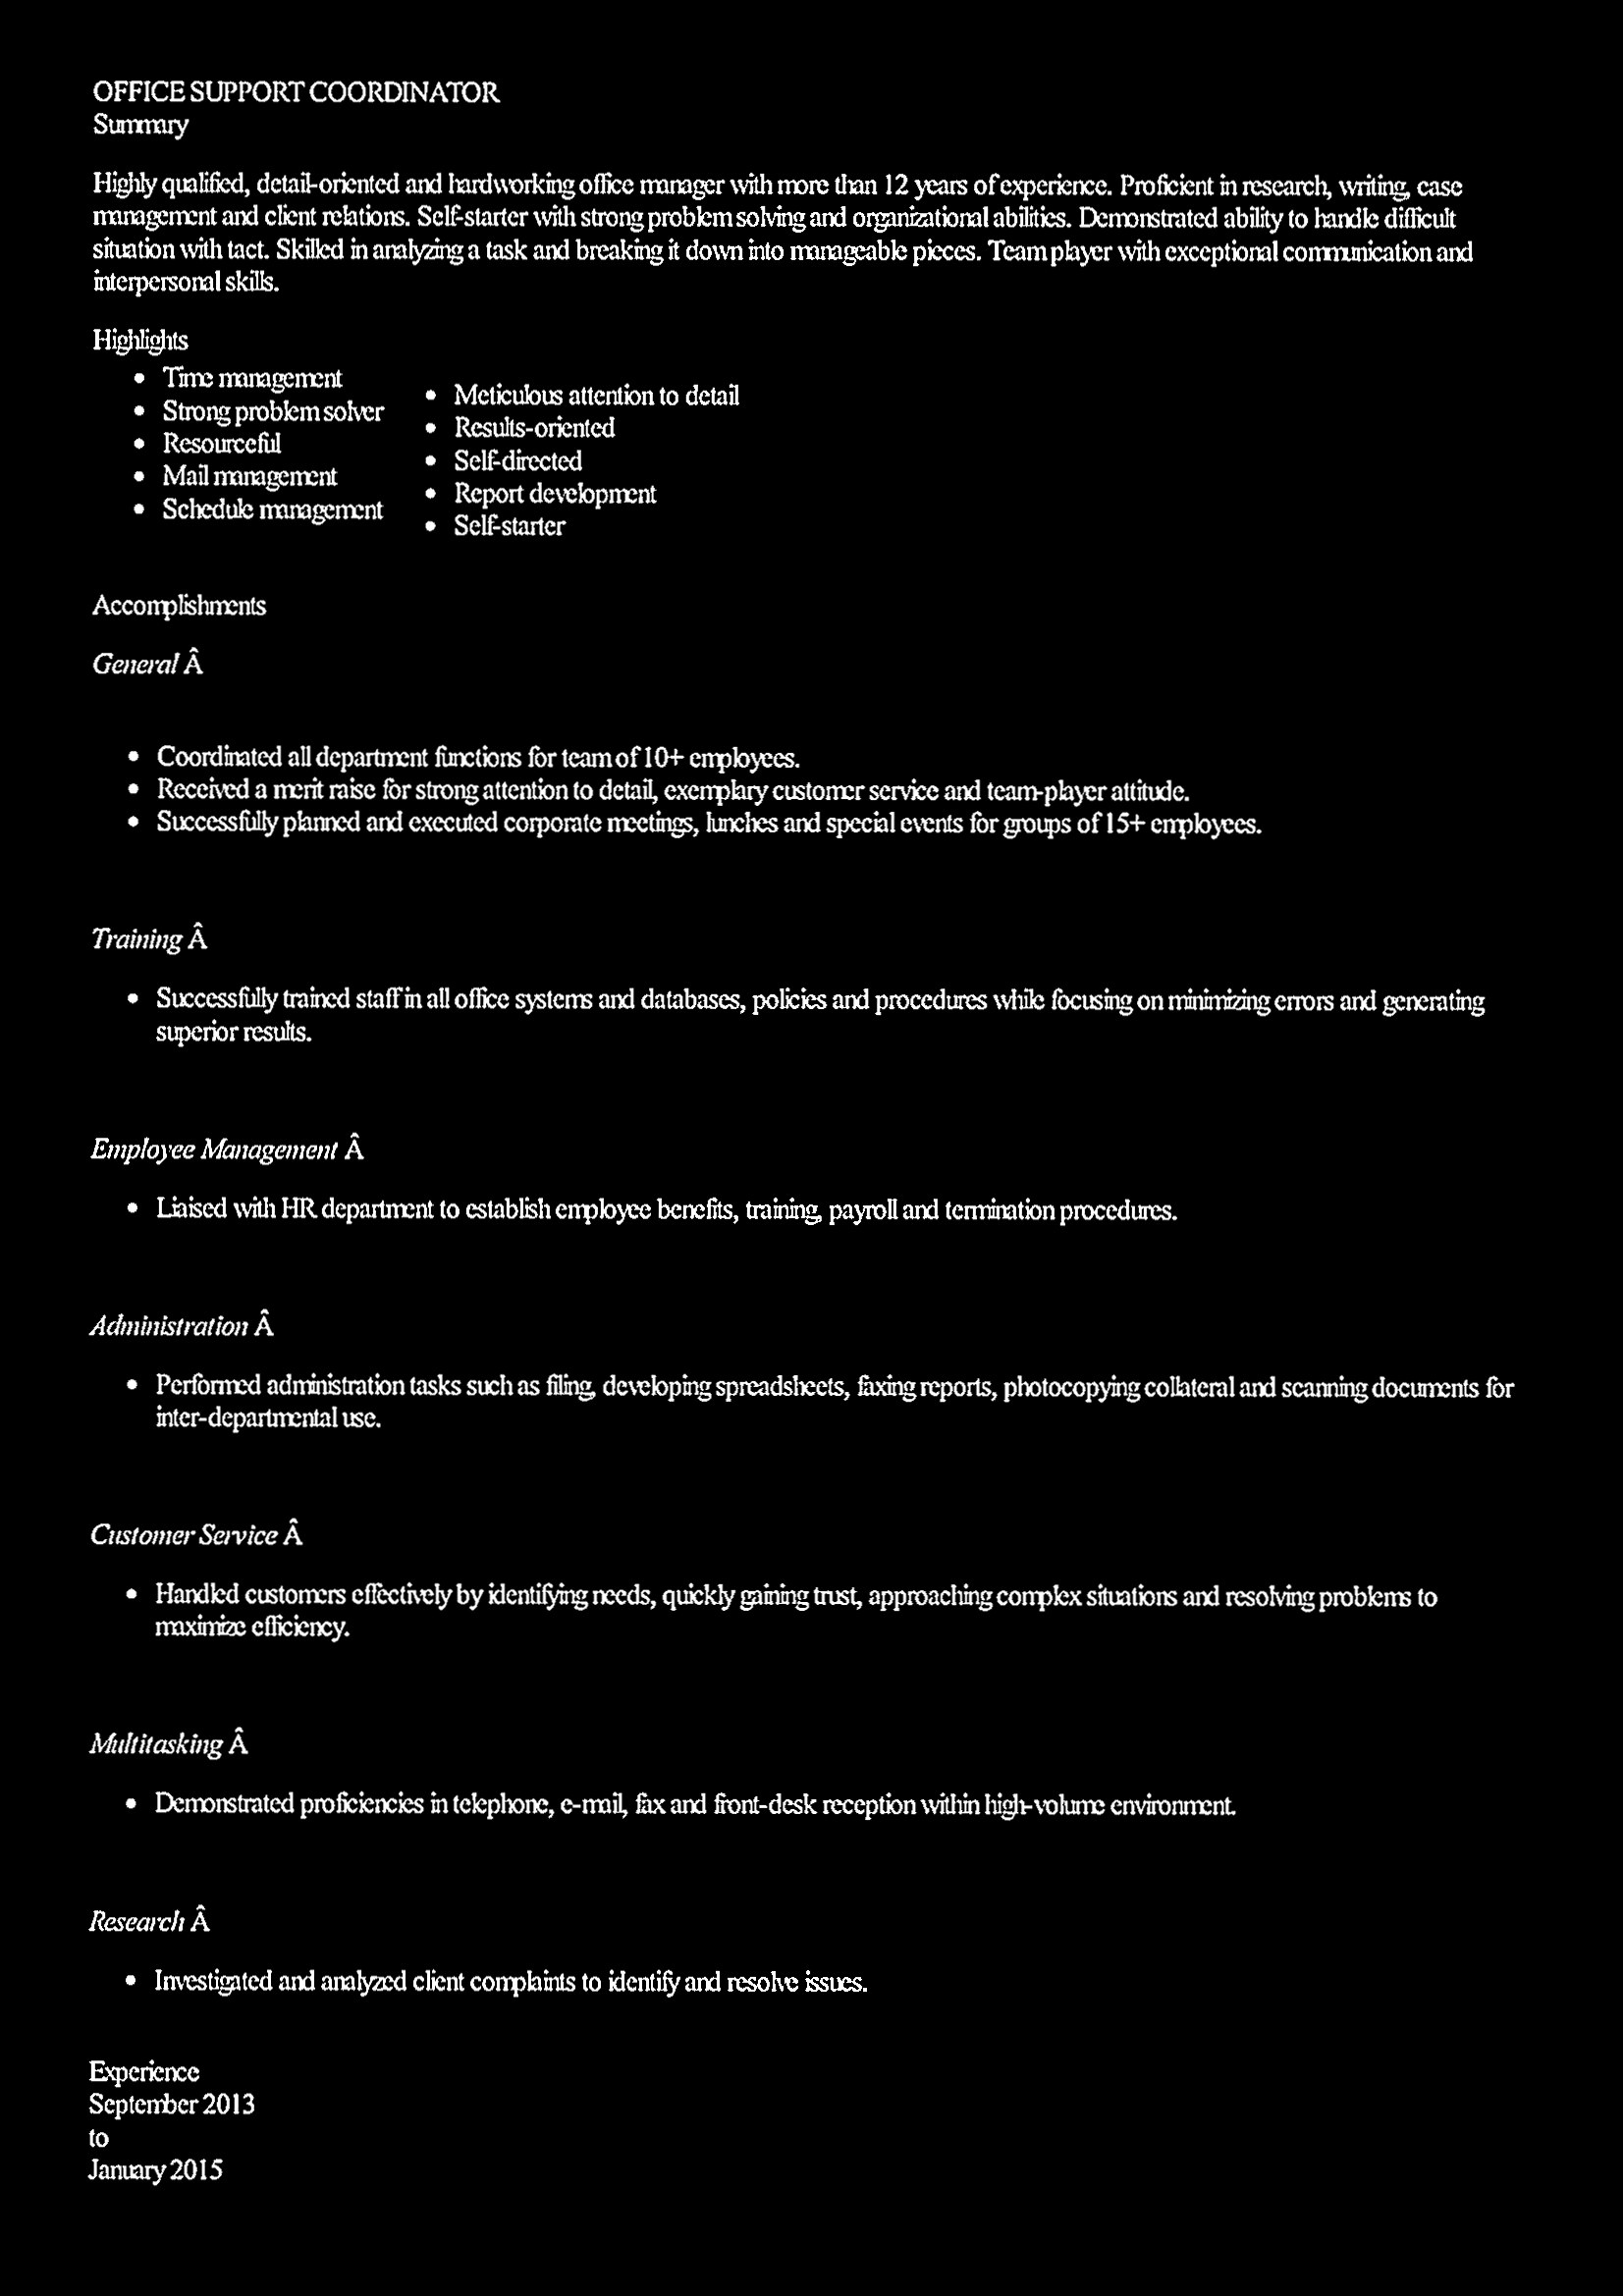 OFFICE SUPPORT COORDINATOR
Summary
Highly qualified, detail-oriented and hardworking office manager with more than 12 years of experience. Proficient in research, writing, case
management and client relations. Self-starter with strong problem solving and organizational abilities. Demonstrated ability to handle difficult
situation with tact. Skilled in analyzing a task and breaking it down into manageable pieces. Team player with exceptional communication and
interpersonal skills.
Highlights
• Time management
• Strong problem solver
• Resourceful
• Mail management
• Schedule management
• Meticulous attention to detail
• Results-oriented
• Self-directed
• Report development
• Self-starter
Accomplishments
General Â
• Coordinated all department functions for team of 10+ employees.
• Received a merit raise for strong attention to detail, exemplary customer service and team-player attitude.
• Successfully planned and executed corporate meetings, lunches and special events for groups of 15+ employees.
Training Â
• Successfully trained staff in all office systems and databases, policies and procedures while focusing on minimizing errors and generating
superior results.
Employee Management Â
• Liaised with HR department to establish employee benefits, training, payroll and termination procedures.
Administration Â
• Performed administration tasks such as filing, developing spreadsheets, faxing reports, photocopying collateral and scanning documents for
inter-departmental use.
Customer Service Â
• Handled customers effectively by identifying needs, quickly gaining trust, approaching complex situations and resolving problems to
maximize efficiency.
Multitasking Â
• Demonstrated proficiencies in telephone, e-mail, fax and front-desk reception within high-volume environment.
Research Â
• Investigated and analyzed client complaints to identify and resolve issues.
Experience
September 2013
to
January 2015